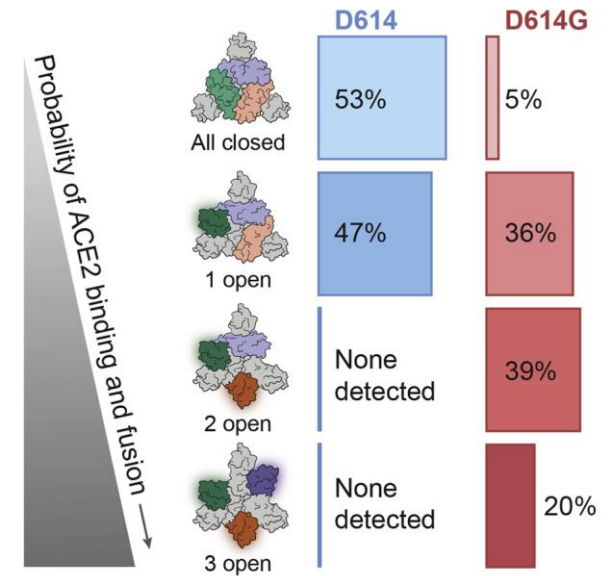 D614
D614G
Probability of ACE2 binding and fusion
All closed
53%
5%
1 open
47%
36%
2 open
None
detected
39%
3 open
None
detected
20%